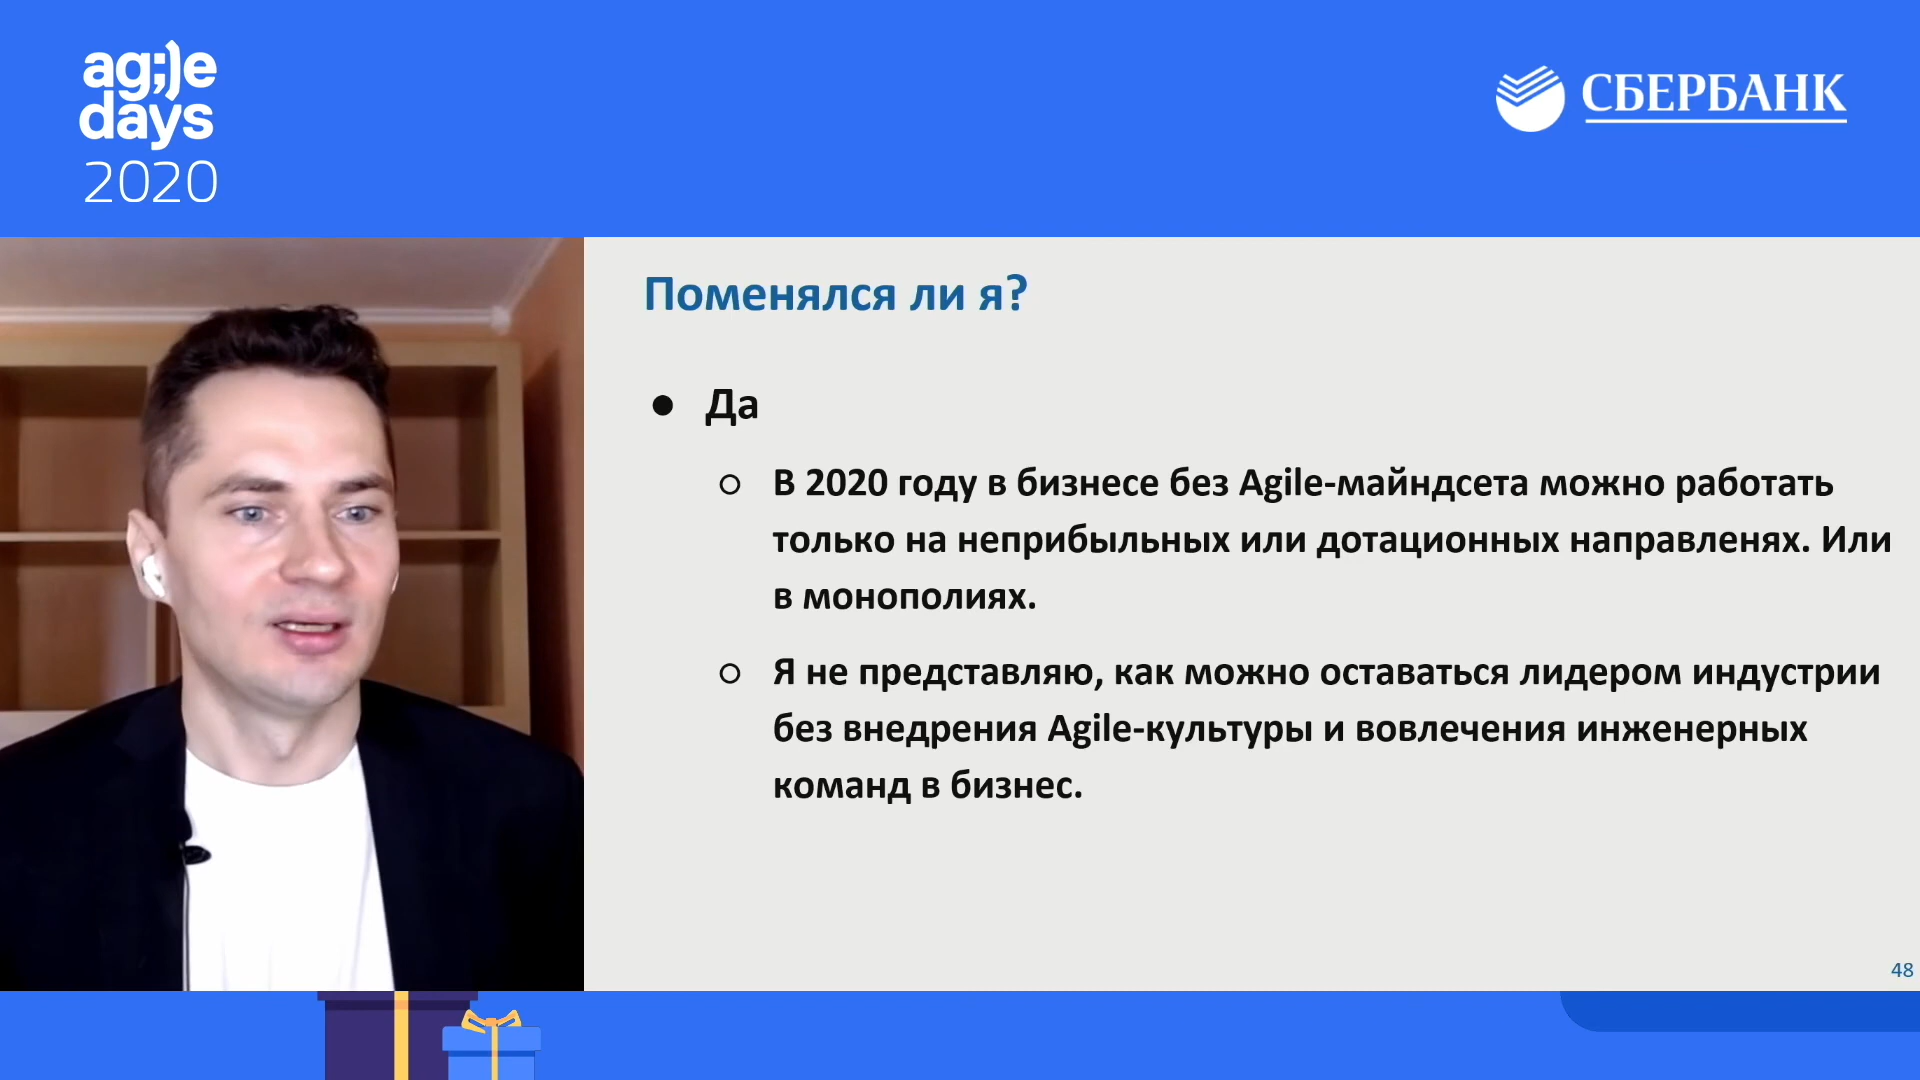 ag;)e
days
2020
СБЕРБАНК
Поменялся ли я?
● Да
○ В 2020 году в бизнесе без Agile-майндсета можно работать
только на неприбыльных или дотационных направленях. Или
в монополиях.
○ Я не представляю, как можно оставаться лидером индустрии
без внедрения Agile-культуры и вовлечения инженерных
команд в бизнес.
48